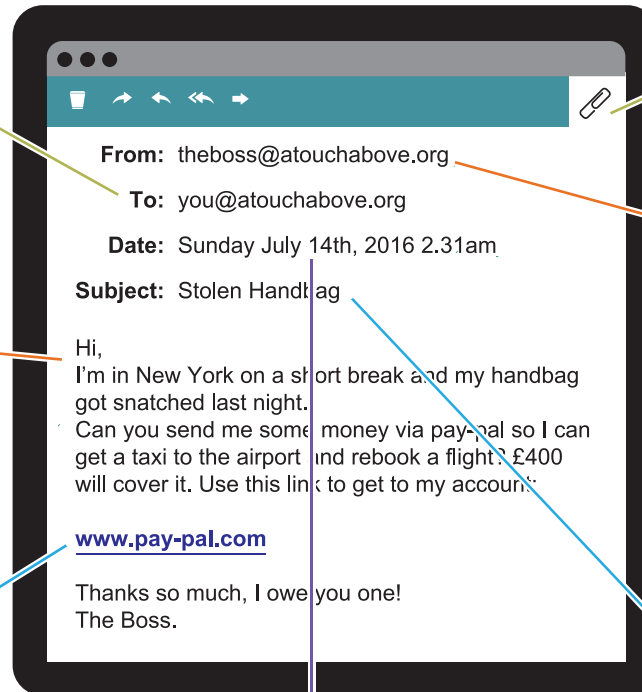 From: theboss@atouchabove.org
To: you@atouchabove.org
Date: Sunday July 14th, 2016 2.31am
Subject: Stolen Handbag
Hi,
I'm in New York on a short break and my handbag
got snatched last night.
Can you send me some money via pay-pal so I can
get a taxi to the airport and rebook a flight? £400
will cover it. Use this link to get to my account:
www.pay-pal.com
Thanks so much, I owe you one!
The Boss.